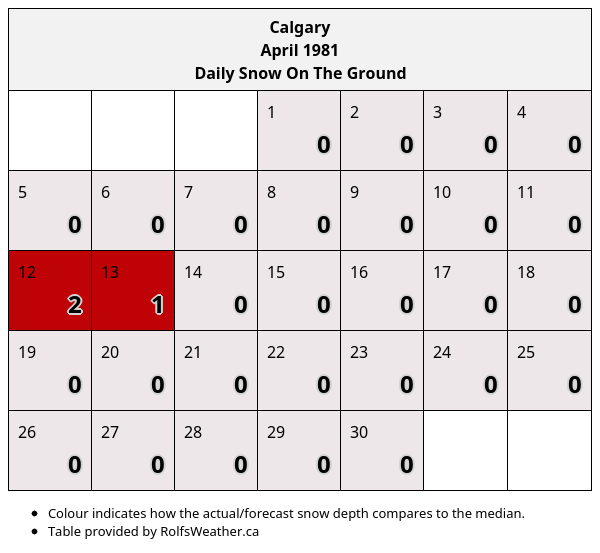 Calgary
April 1981
Daily Snow On The Ground
1 2 3 4
0 0 0 0
5 6 7 8 9 10 11
0 0 0 0 0 0 0
12 13 14 15 16 17 18
2 1 0 0 0 0 0
19 20 21 22 23 24 25
0 0 0 0 0 0 0
26 27 28 29 30
0 0 0 0 0
• Colour indicates how the actual/forecast snow depth compares to the median.
• Table provided by RolfsWeather.ca